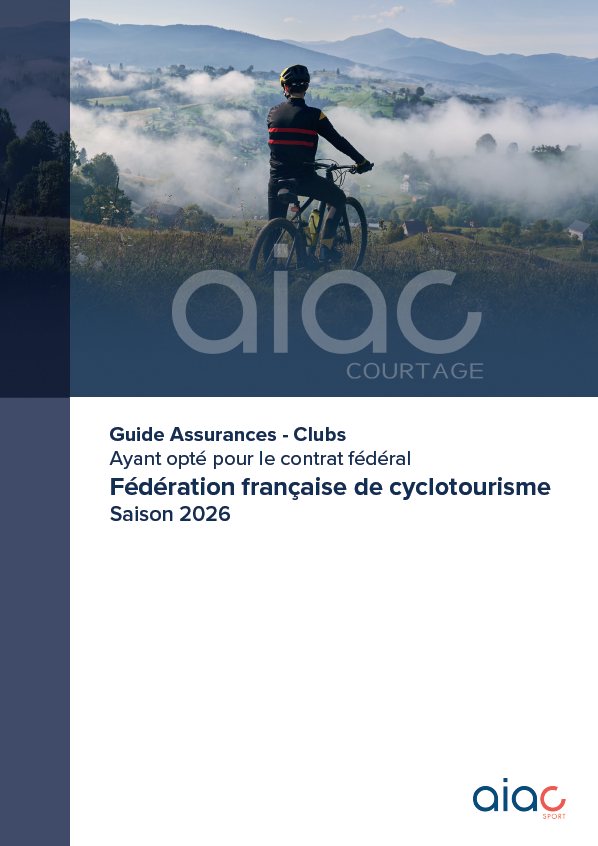 aiac
COURTAGE
Guide Assurances - Clubs
Ayant opté pour le contrat fédéral
Fédération française de cyclotourisme
Saison 2026
aiac
SPORT